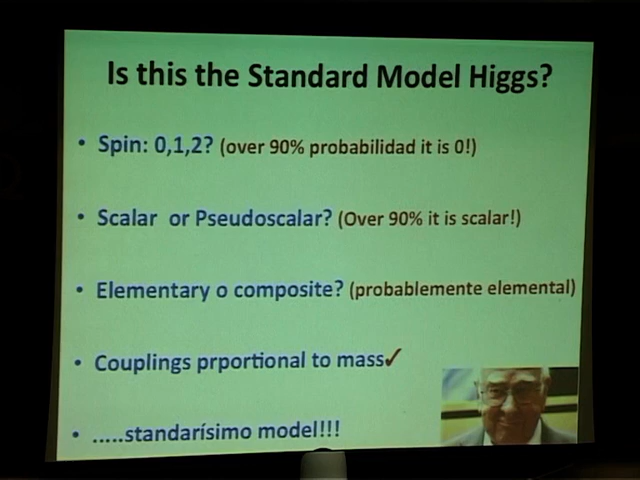 Is this the Standard Model Higgs?
• Spin: 0,1,2? (over 90% probabilidad it is 0!)
• Scalar or Pseudoscalar? (Over 90% it is scalar!)
• Elementary o composite? (probablemente elemental)
• Couplings prportional to mass✓
• .....standarísimo model!!!